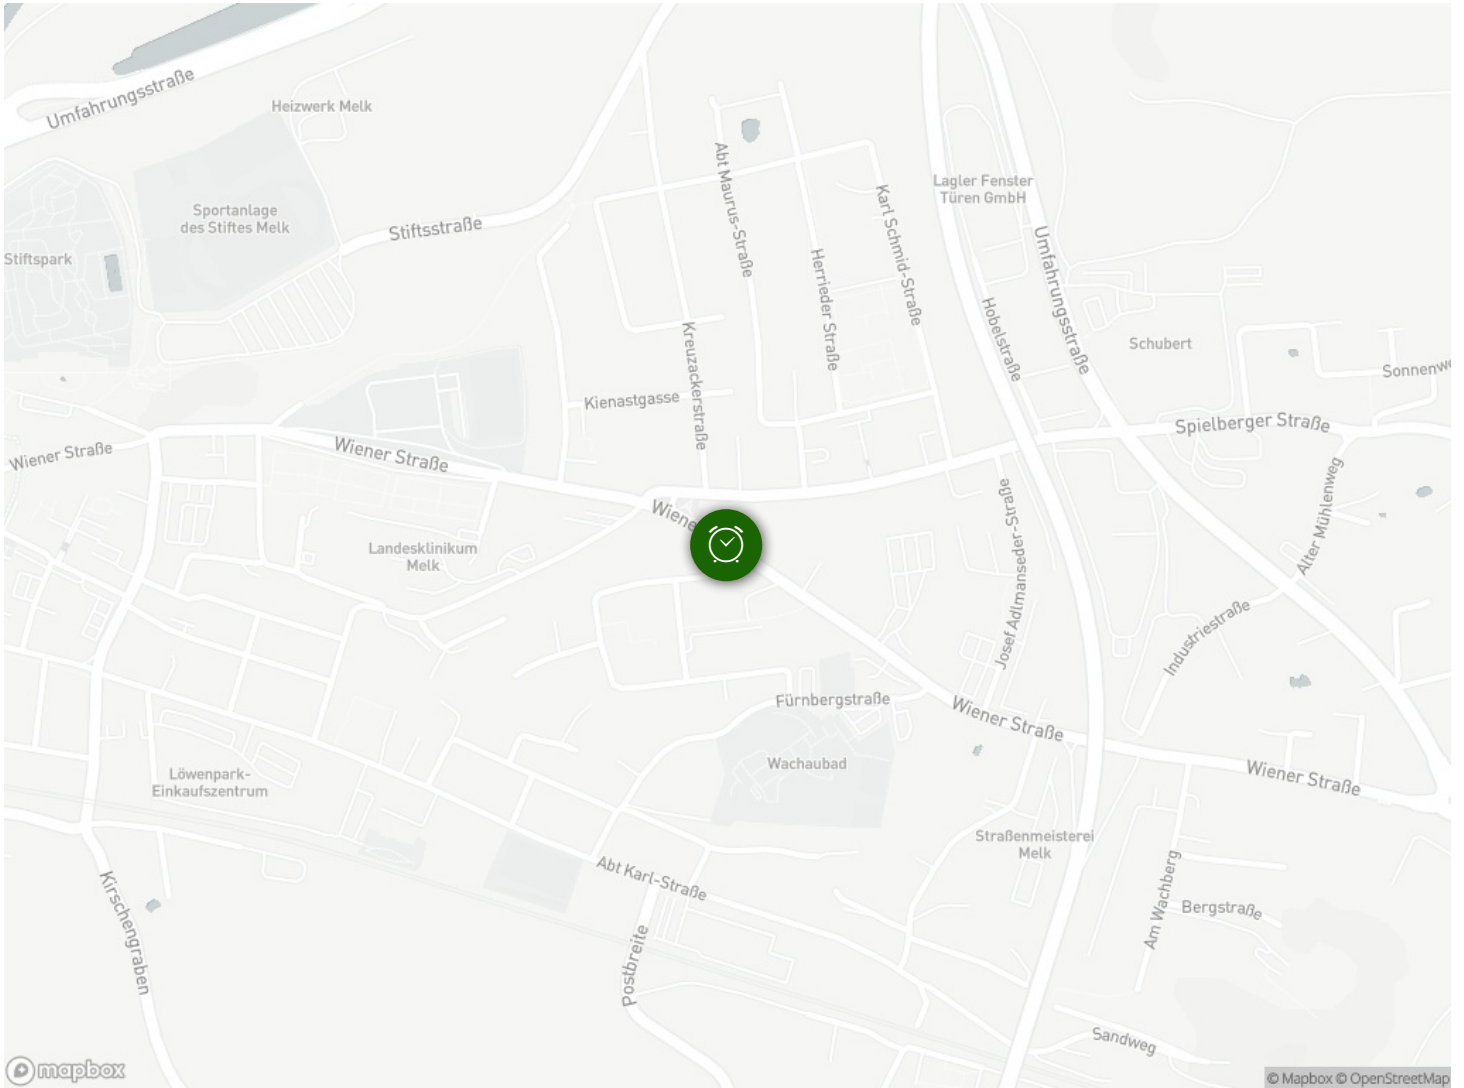 Umfahrungsstraße
Heizwerk Melk
Sportanlage
des Stiftes Melk
Stiftspark
Stiftsstraße
Abt Maurus-Straße
Herrieder Straße
Karl Schmid-Straße
Lagler Fenster
Türen GmbH
Umfahrungsstraße
Hobelstraße
Schubert
Sonnenwe
Kreuzackerstraße
Kienastgasse
Spielberger Straße
Wiener Straße
Wiener Straße
Alter Mühlenweg
Wiene
Josef Adlmanseder-Straße
Landesklinikum
Melk
Industriestraße
Fürnbergstraße
Wiener Straße
Wachaubad
Löwenpark-
Einkaufszentrum
Wiener Straße
Straßenmeisterei
Melk
Abt Karl-Straße
Kirschengraben
Am Wachberg
Bergstraße
Postbreite
Sandweg
mapbox
© Mapbox © OpenStreetMap